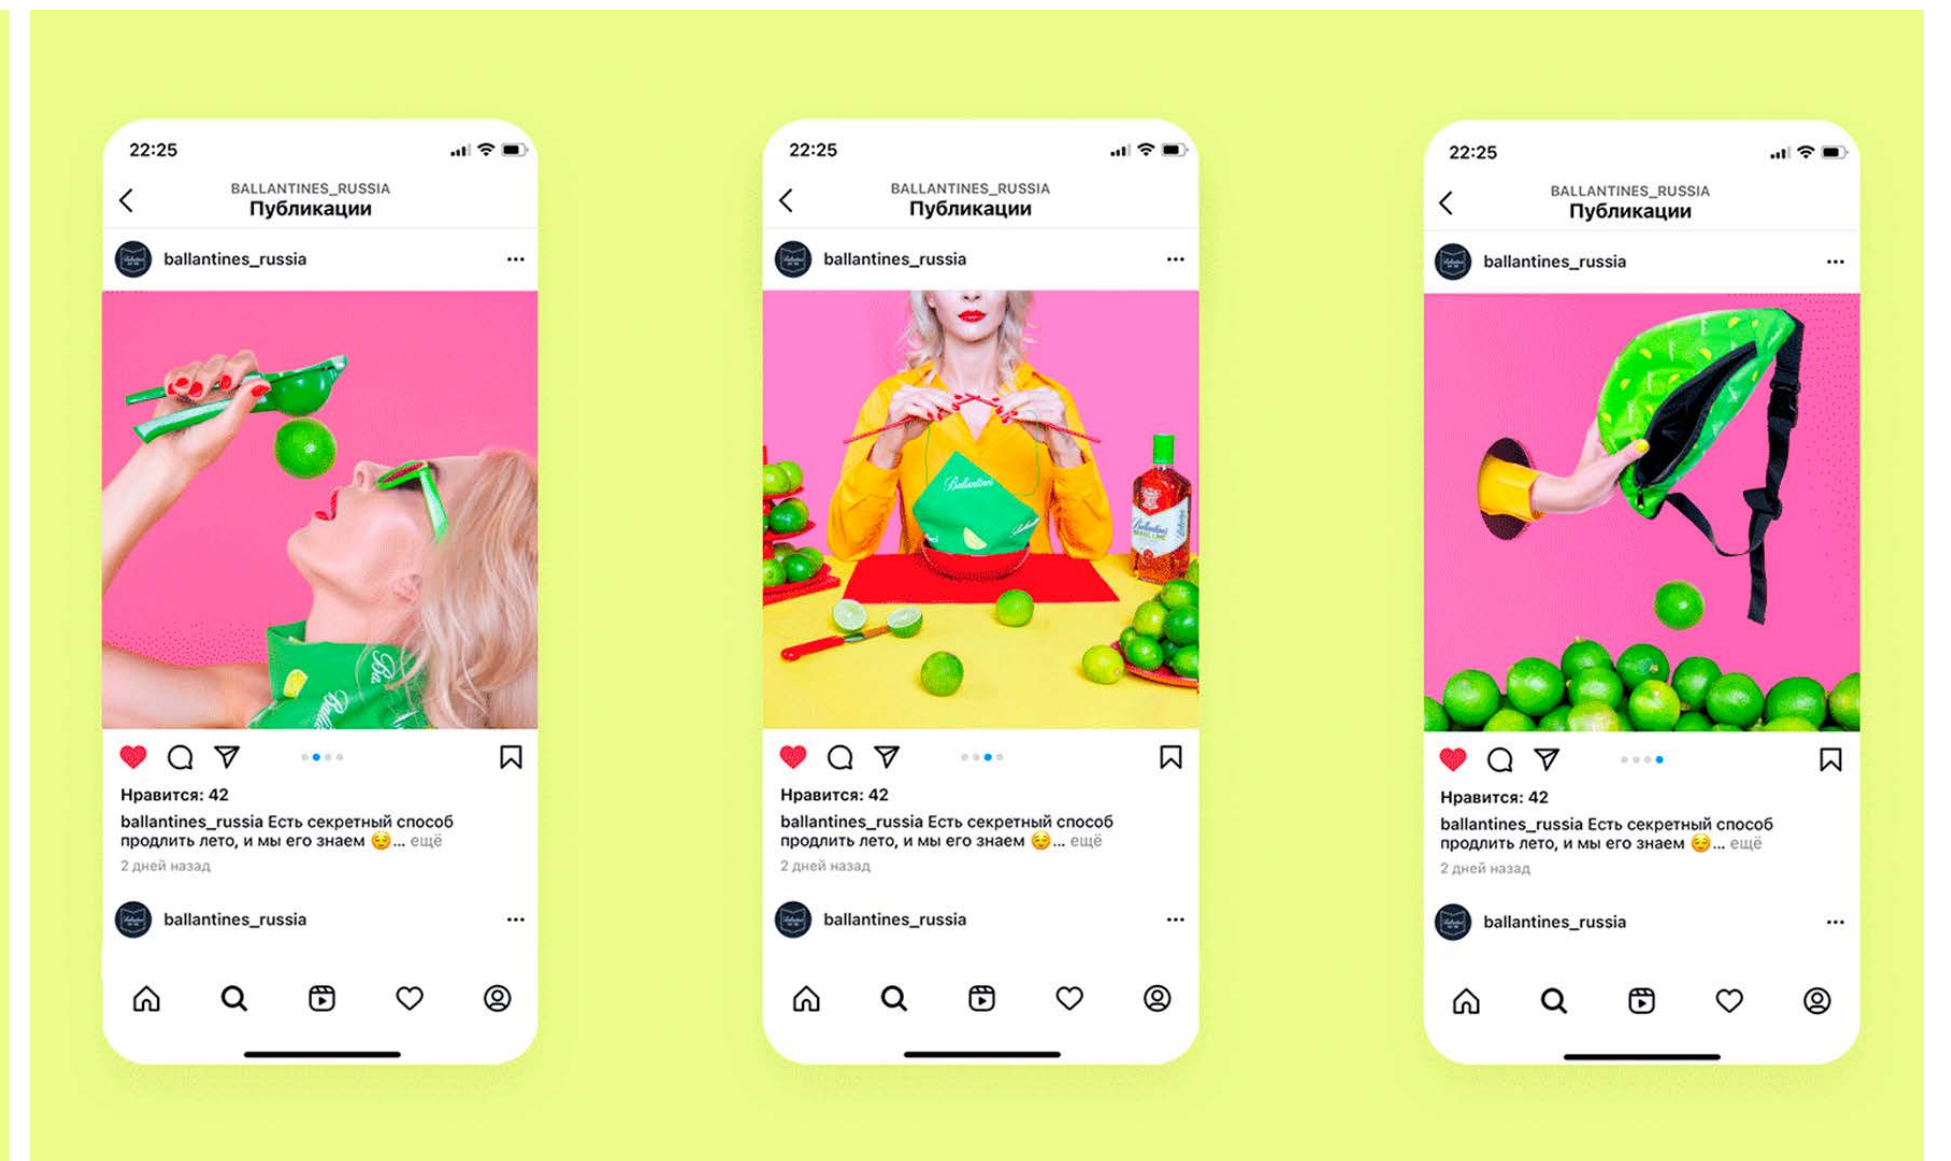 22:25
BALLANTINES_RUSSIA
Публикации
ballantines_russia
Ballantines
Нравится: 42
ballantines_russia Есть секретный способ
продлить лето, и мы его знаем 😌... ещё
2 дней назад
ballantines_russia
22:25
BALLANTINES_RUSSIA
Публикации
ballantines_russia
Ballantines
Нравится: 42
ballantines_russia Есть секретный способ
продлить лето, и мы его знаем 😌... ещё
2 дней назад
ballantines_russia
22:25
BALLANTINES_RUSSIA
Публикации
ballantines_russia
Нравится: 42
ballantines_russia Есть секретный способ
продлить лето, и мы его знаем 😌... ещё
2 дней назад
ballantines_russia